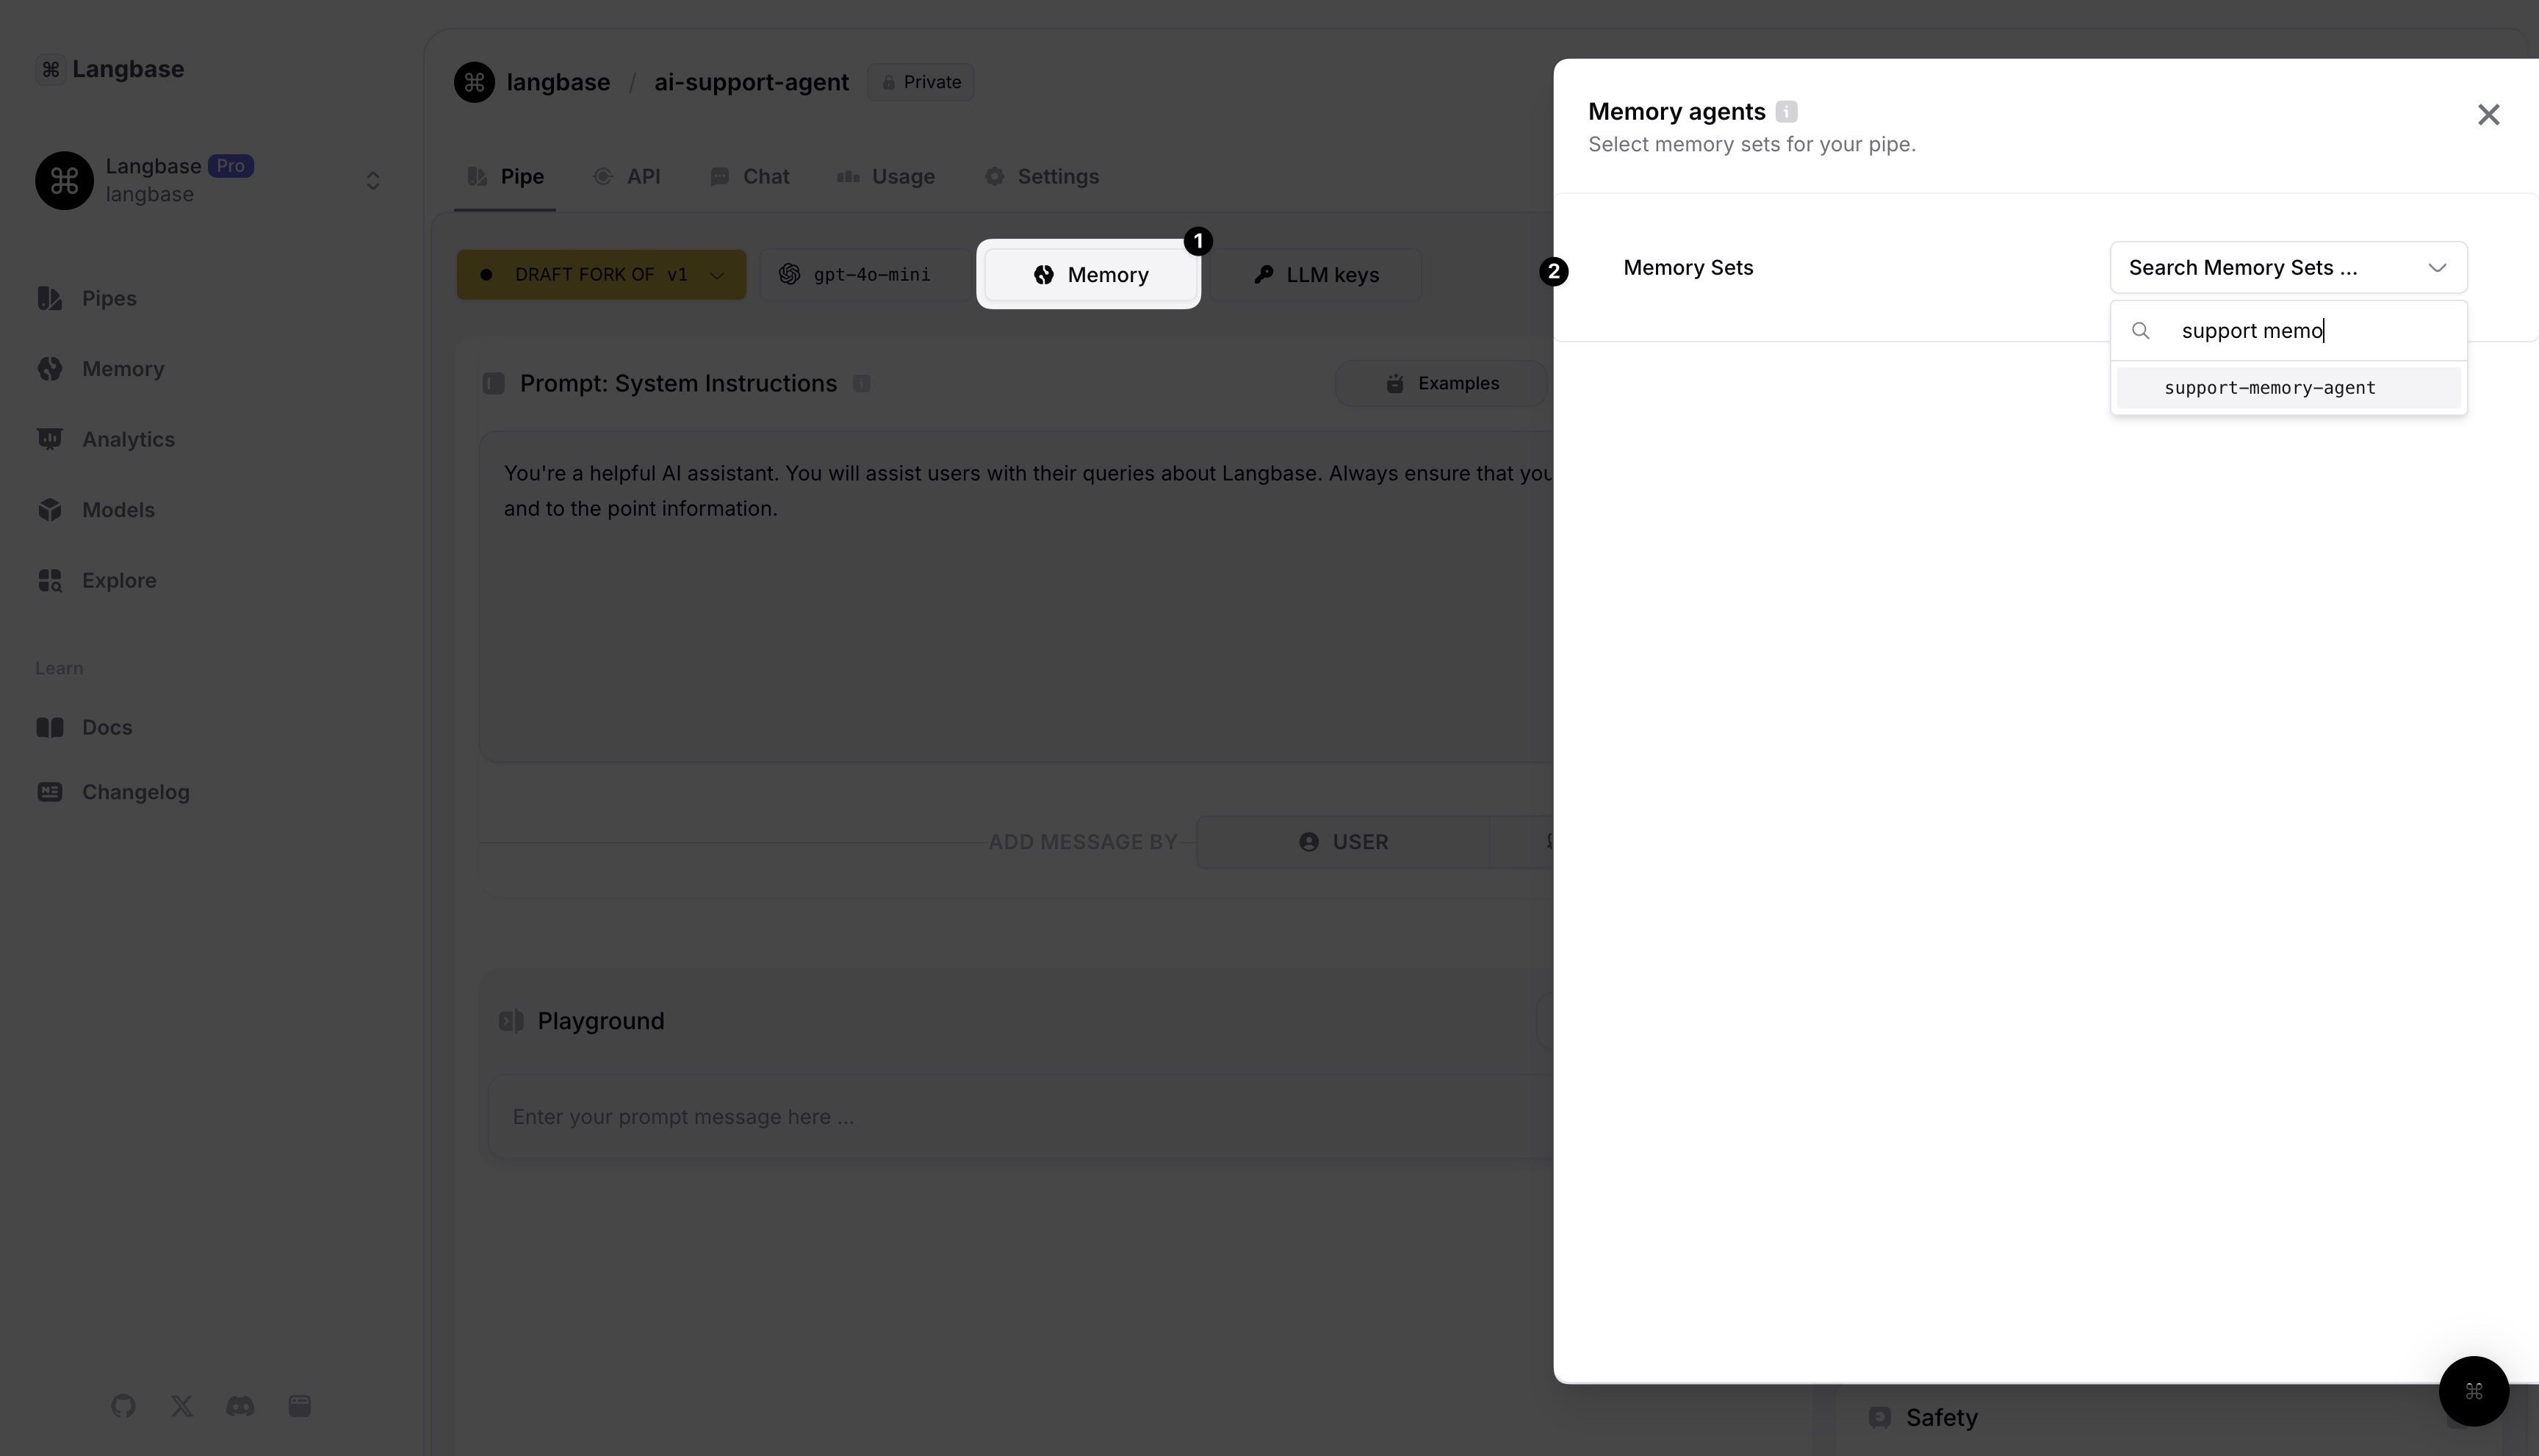 Langbase
Langbase Pro
langbase
Pipes
Memory
Analytics
Models
Explore
Learn
Docs
Changelog
langbase / ai-support-agent Private
Pipe API Chat Usage Settings
DRAFT FORK OF v1 gpt-4o-mini Memory 1 LLM keys
Prompt: System Instructions Examples
You're a helpful AI assistant. You will assist users with their queries about Langbase. Always ensure that you
and to the point information.
ADD MESSAGE BY USER
Playground
Enter your prompt message here ...
Memory agents
Select memory sets for your pipe.
2 Memory Sets Search Memory Sets ...
support memo
support-memory-agent
Safety